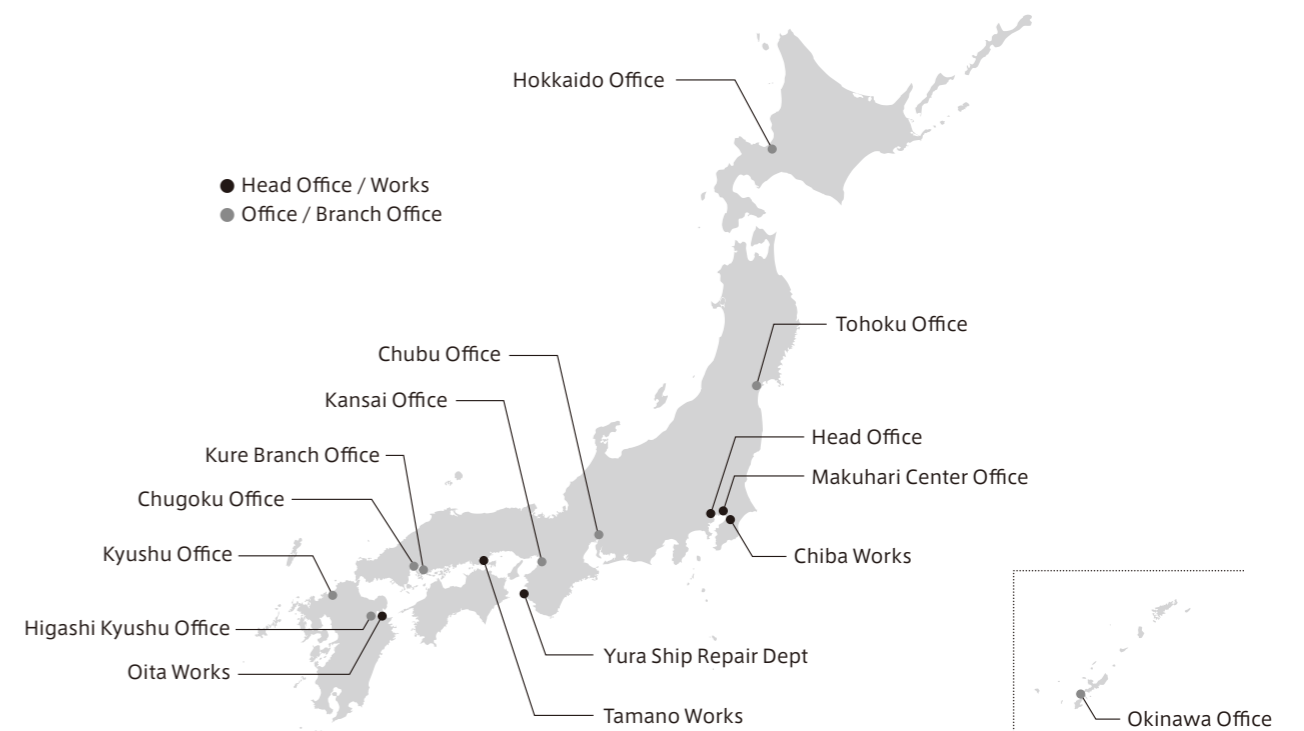 Hokkaido Office
Head Office / Works
Office / Branch Office
Tohoku Office
Chubu Office
Kansai Office
Head Office
Kure Branch Office
Makuhari Center Office
Chugoku Office
Kyushu Office
Chiba Works
Higashi Kyushu Office
Yura Ship Repair Dept
Oita Works
Tamano Works
Okinawa Office